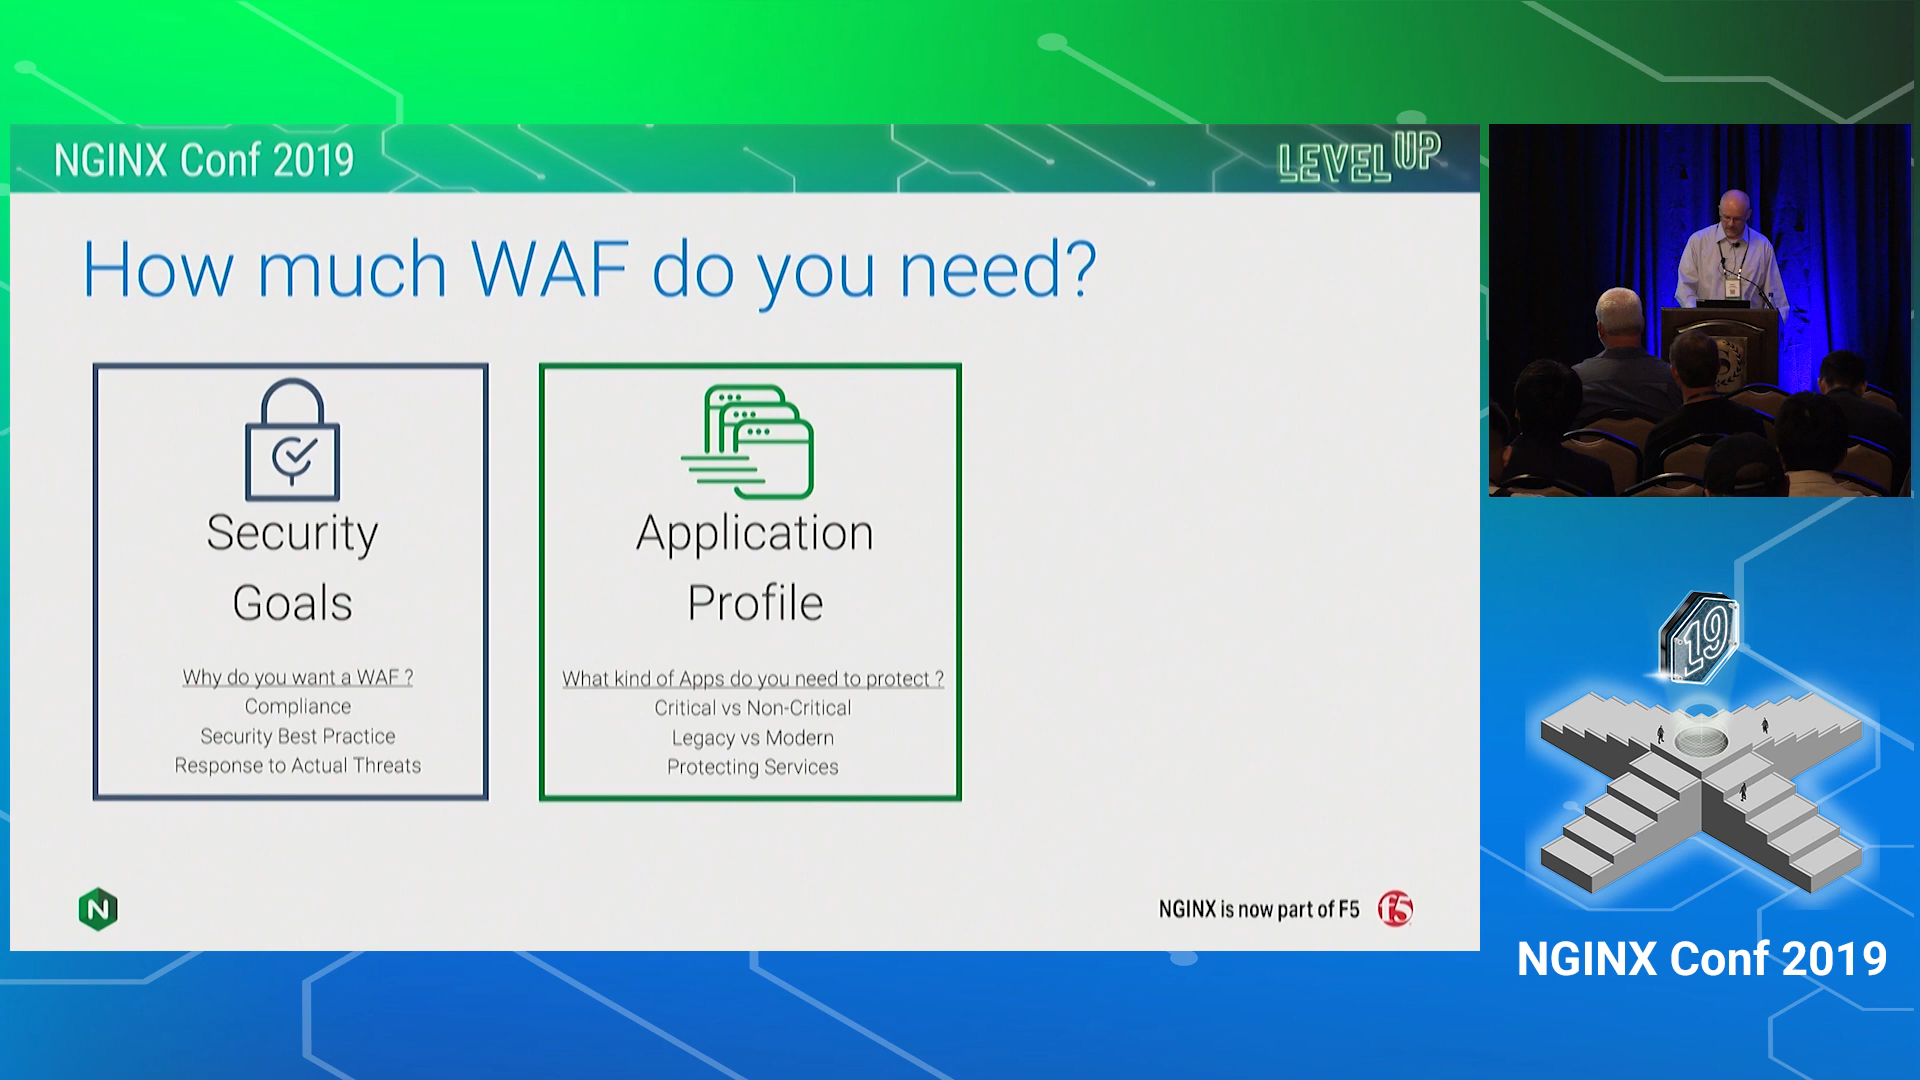 NGINX Conf 2019
LEVEL UP
How much WAF do you need?
Security
Goals
Why do you want a WAF ?
Compliance
Security Best Practice
Response to Actual Threats
Application
Profile
What kind of Apps do you need to protect ?
Critical vs Non-Critical
Legacy vs Modern
Protecting Services
N
NGINX is now part of F5
f5
19
NGINX Conf 2019